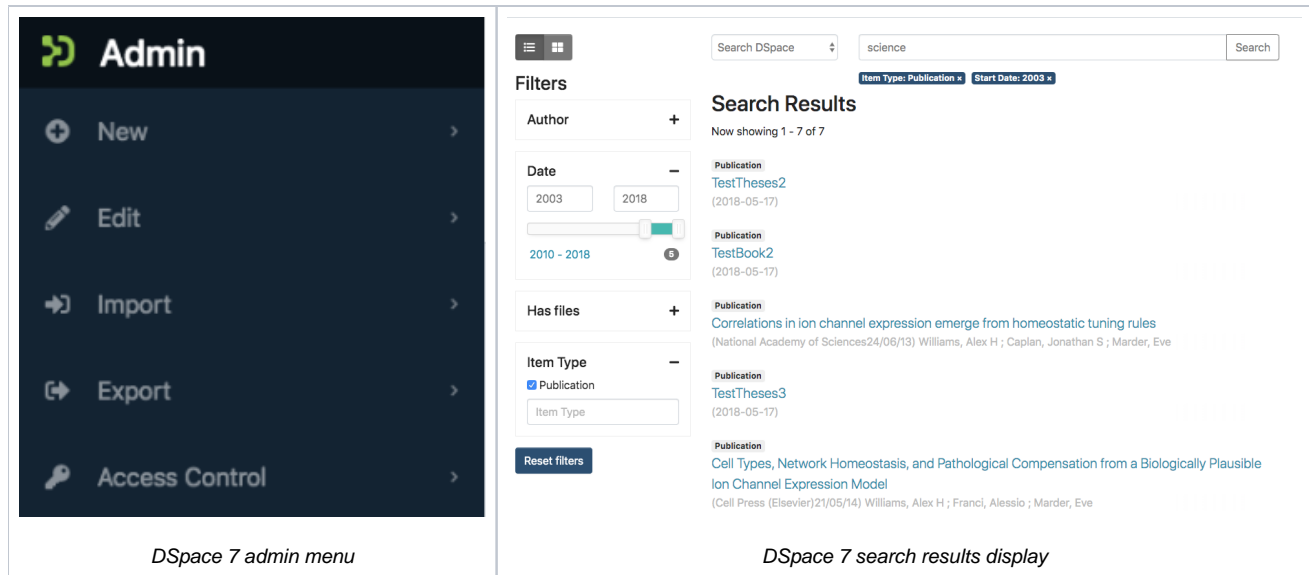 Admin
New
Edit
Import
Export
Access Control
DSpace 7 admin menu
Filters
Author +
Date −
2003 2018
2010 - 2018 5
Has files +
Item Type −
Publication
Item Type
Reset filters
Search DSpace science Search
Item Type: Publication × Start Date: 2003 ×
Search Results
Now showing 1 - 7 of 7
Publication
TestTheses2
(2018-05-17)
Publication
TestBook2
(2018-05-17)
Publication
Correlations in ion channel expression emerge from homeostatic tuning rules
(National Academy of Sciences24/06/13) Williams, Alex H ; Caplan, Jonathan S ; Marder, Eve
Publication
TestTheses3
(2018-05-17)
Publication
Cell Types, Network Homeostasis, and Pathological Compensation from a Biologically Plausible
Ion Channel Expression Model
(Cell Press (Elsevier)21/05/14) Williams, Alex H ; Franci, Alessio ; Marder, Eve
DSpace 7 search results display